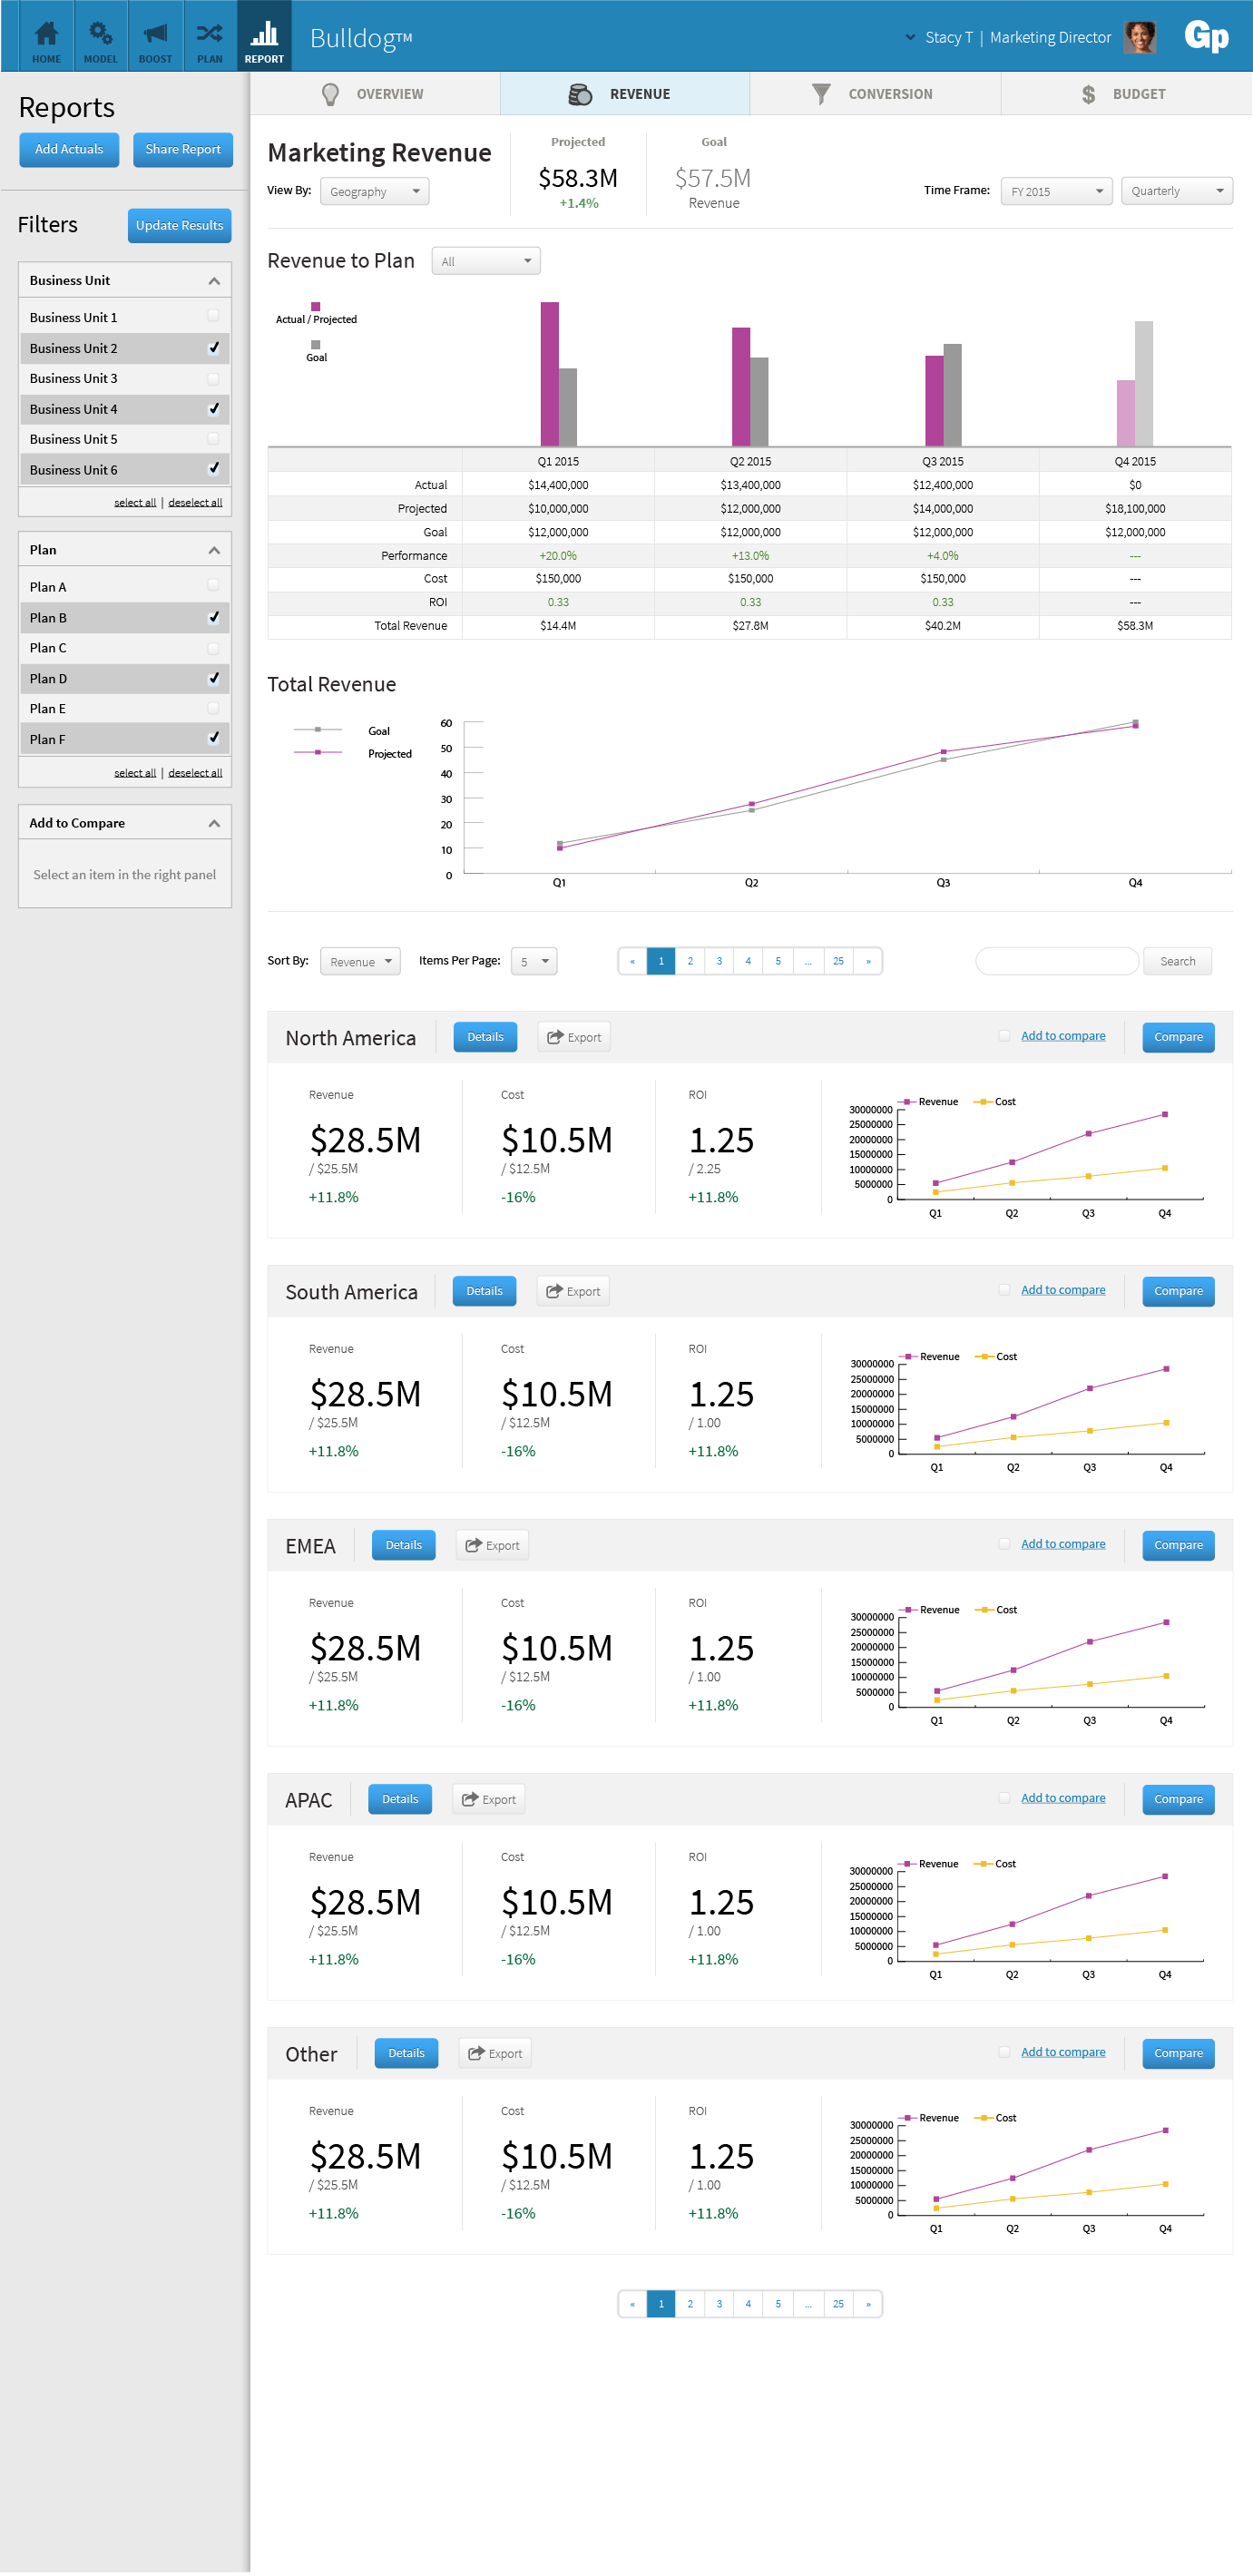 HOME MODEL BOOST PLAN REPORT
Bulldog™
Stacy T | Marketing Director
Gp
Reports
Add Actuals Share Report
Filters Update Results
Business Unit
Business Unit 1
Business Unit 2
Business Unit 3
Business Unit 4
Business Unit 5
Business Unit 6
select all | deselect all
Plan
Plan A
Plan B
Plan C
Plan D
Plan E
Plan F
select all | deselect all
Add to Compare
Select an item in the right panel
OVERVIEW REVENUE CONVERSION $ BUDGET
Marketing Revenue
View By: Geography
Projected
$58.3M
+1.4%
Goal
$57.5M
Revenue
Time Frame: FY 2015 Quarterly
Revenue to Plan All
Actual / Projected
Goal
Q1 2015 Q2 2015 Q3 2015 Q4 2015
Actual $14,400,000 $13,400,000 $12,400,000 $0
Projected $10,000,000 $12,000,000 $14,000,000 $18,100,000
Goal $12,000,000 $12,000,000 $12,000,000 $12,000,000
Performance +20.0% +13.0% +4.0% ---
Cost $150,000 $150,000 $150,000 ---
ROI 0.33 0.33 0.33 ---
Total Revenue $14.4M $27.8M $40.2M $58.3M
Total Revenue
Goal
Projected
60
50
40
30
20
10
0
Q1 Q2 Q3 Q4
Sort By: Revenue Items Per Page: 5 « 1 2 3 4 5 ... 25 » Search
North America Details Export Add to compare Compare
Revenue
$28.5M
/ $25.5M
+11.8%
Cost
$10.5M
/ $12.5M
-16%
ROI
1.25
/ 2.25
+11.8%
Revenue Cost
30000000
25000000
20000000
15000000
10000000
5000000
0
Q1 Q2 Q3 Q4
South America Details Export Add to compare Compare
Revenue
$28.5M
/ $25.5M
+11.8%
Cost
$10.5M
/ $12.5M
-16%
ROI
1.25
/ 1.00
+11.8%
Revenue Cost
30000000
25000000
20000000
15000000
10000000
5000000
0
Q1 Q2 Q3 Q4
EMEA Details Export Add to compare Compare
Revenue
$28.5M
/ $25.5M
+11.8%
Cost
$10.5M
/ $12.5M
-16%
ROI
1.25
/ 1.00
+11.8%
Revenue Cost
30000000
25000000
20000000
15000000
10000000
5000000
0
Q1 Q2 Q3 Q4
APAC Details Export Add to compare Compare
Revenue
$28.5M
/ $25.5M
+11.8%
Cost
$10.5M
/ $12.5M
-16%
ROI
1.25
/ 1.00
+11.8%
Revenue Cost
30000000
25000000
20000000
15000000
10000000
5000000
0
Q1 Q2 Q3 Q4
Other Details Export Add to compare Compare
Revenue
$28.5M
/ $25.5M
+11.8%
Cost
$10.5M
/ $12.5M
-16%
ROI
1.25
/ 1.00
+11.8%
Revenue Cost
30000000
25000000
20000000
15000000
10000000
5000000
0
Q1 Q2 Q3 Q4
« 1 2 3 4 5 ... 25 »